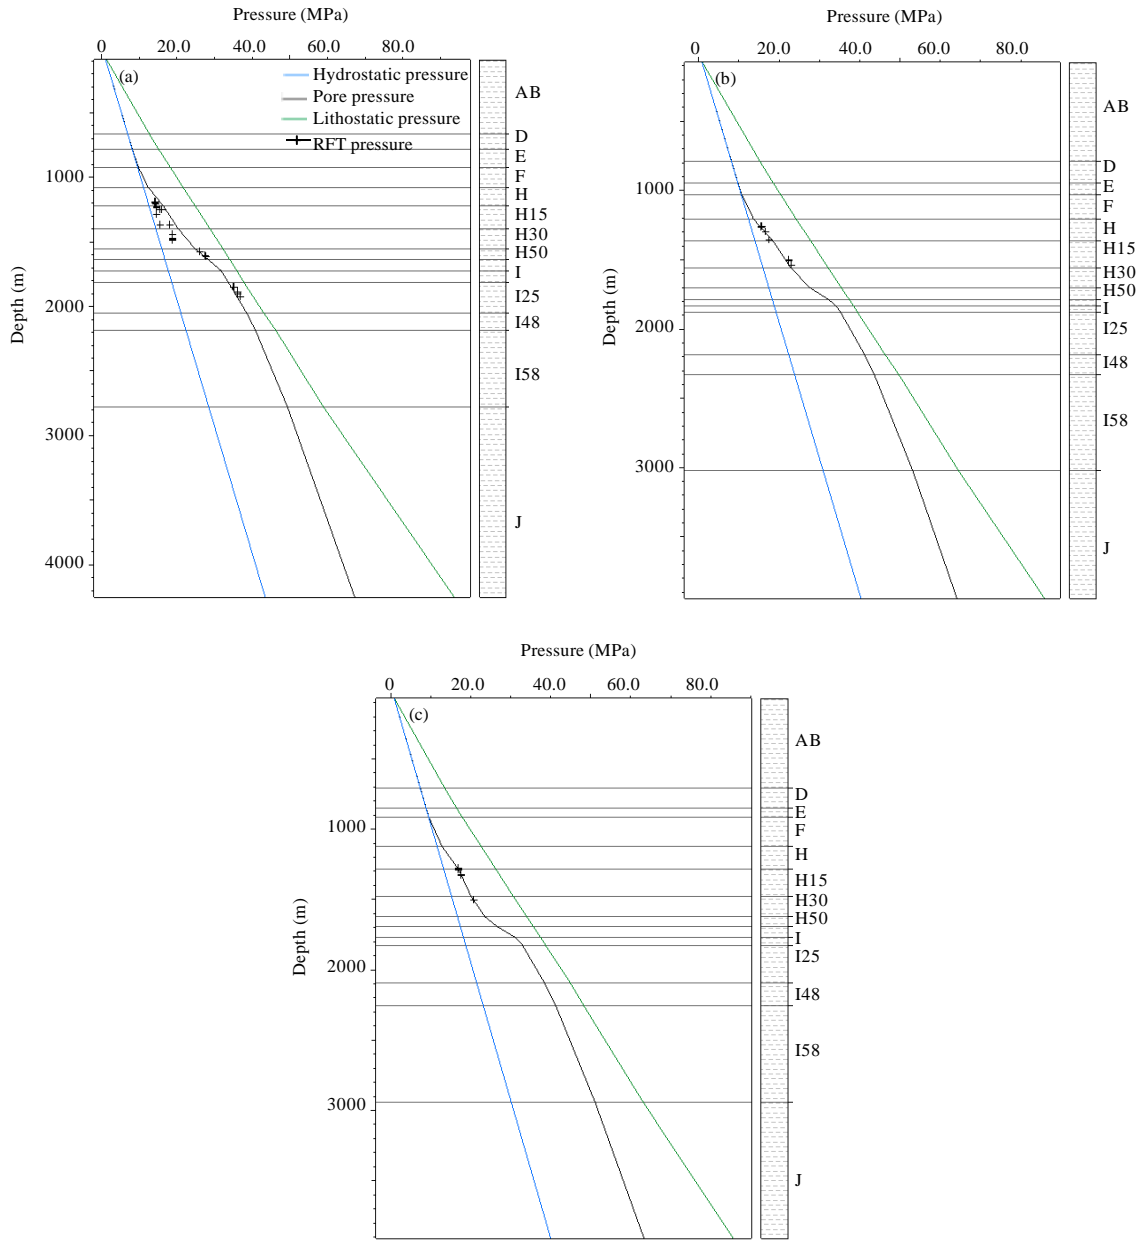 Pressure (MPa)
0 20.0 40.0 60.0 80.0
(a)
Hydrostatic pressure
Pore pressure
Lithostatic pressure
RFT pressure
Depth (m)
1000
2000
3000
4000
AB
D
E
F
H
H15
H30
H50
I
I25
I48
I58
J
Pressure (MPa)
0 20.0 40.0 60.0 80.0
(b)
Depth (m)
1000
2000
3000
AB
D
E
F
H
H15
H30
H50
I
I25
I48
I58
J
Pressure (MPa)
0 20.0 40.0 60.0 80.0
(c)
Depth (m)
1000
2000
3000
AB
D
E
F
H
H15
H30
H50
I
I25
I48
I58
J